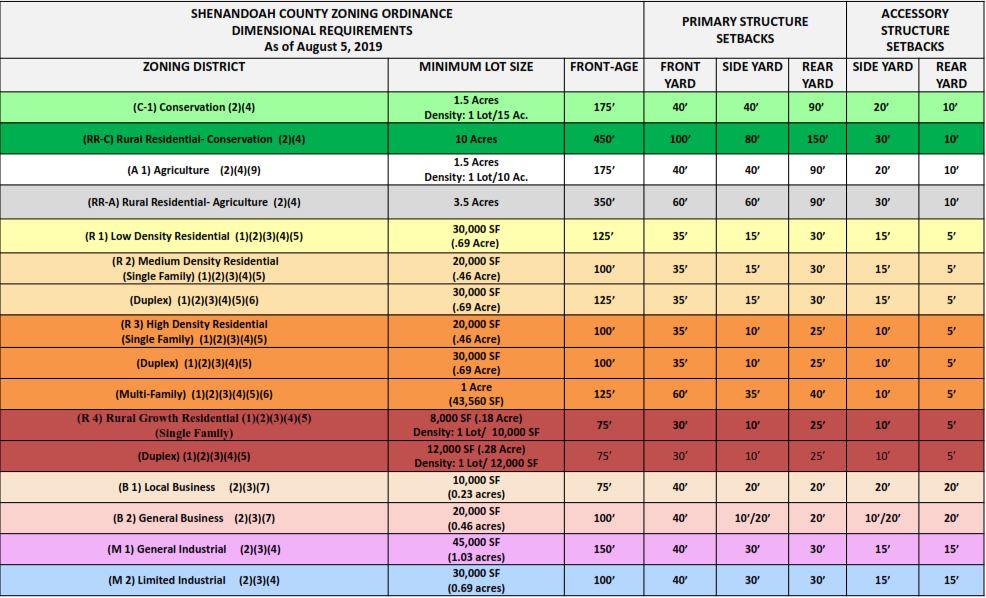 SHENANDOAH COUNTY ZONING ORDINANCE
DIMENSIONAL REQUIREMENTS
As of August 5, 2019
PRIMARY STRUCTURE
SETBACKS
ACCESSORY
STRUCTURE
SETBACKS
ZONING DISTRICT
MINIMUM LOT SIZE
FRONT-AGE
FRONT
YARD
SIDE YARD
REAR
YARD
SIDE YARD
REAR
YARD
(C-1) Conservation (2)(4)
1.5 Acres
Density: 1 Lot/15 Ac.
175’
40’
40’
90’
20’
10’
(RR-C) Rural Residential- Conservation (2)(4)
10 Acres
450’
100’
80’
150’
30’
10’
(A 1) Agriculture (2)(4)(9)
1.5 Acres
Density: 1 Lot/10 Ac.
175’
40’
40’
90’
20’
10’
(RR-A) Rural Residential- Agriculture (2)(4)
3.5 Acres
350’
60’
60’
90’
30’
10’
(R 1) Low Density Residential (1)(2)(3)(4)(5)
30,000 SF
(.69 Acre)
125’
35’
15’
30’
15’
5’
(R 2) Medium Density Residential
(Single Family) (1)(2)(3)(4)(5)
20,000 SF
(.46 Acre)
100’
35’
15’
30’
15’
5’
(Duplex) (1)(2)(3)(4)(5)(6)
30,000 SF
(.69 Acre)
125’
35’
15’
30’
15’
5’
(R 3) High Density Residential
(Single Family) (1)(2)(3)(4)(5)
20,000 SF
(.46 Acre)
100’
35’
10’
25’
10’
5’
(Duplex) (1)(2)(3)(4)(5)
30,000 SF
(.69 Acre)
100’
35’
10’
25’
10’
5’
(Multi-Family) (1)(2)(3)(4)(5)(6)
1 Acre
(43,560 SF)
125’
60’
35’
40’
10’
5’
(R 4) Rural Growth Residential (1)(2)(3)(4)(5)
(Single Family)
8,000 SF (.18 Acre)
Density: 1 Lot/ 10,000 SF
75’
30’
10’
25’
10’
5’
(Duplex) (1)(2)(3)(4)(5)
12,000 SF (.28 Acre)
Density: 1 Lot/ 12,000 SF
75’
30’
10’
25’
10’
5’
(B 1) Local Business (2)(3)(7)
10,000 SF
(0.23 acres)
75’
40’
20’
20’
20’
20’
(B 2) General Business (2)(3)(7)
20,000 SF
(0.46 acres)
100’
40’
10’/20’
20’
10’/20’
20’
(M 1) General Industrial (2)(3)(4)
45,000 SF
(1.03 acres)
150’
40’
30’
30’
15’
15’
(M 2) Limited Industrial (2)(3)(4)
30,000 SF
(0.69 acres)
100’
40’
30’
30’
15’
15’